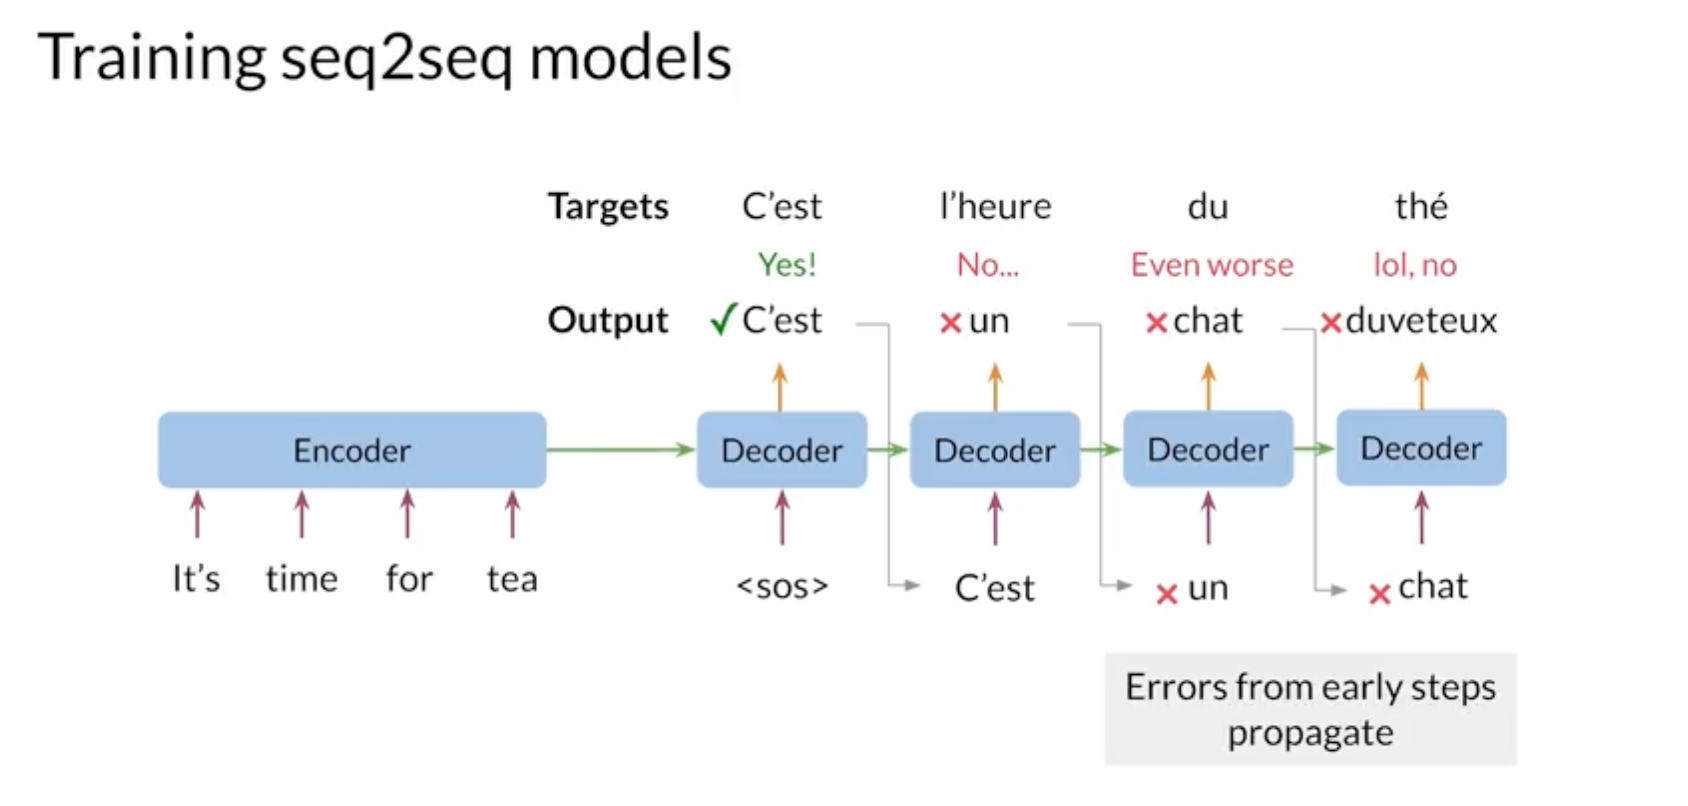 Training seq2seq models
Targets C'est l'heure du thé
Yes! No... Even worse lol, no
Output ✓C'est ×un ×chat ×duveteux
Encoder Decoder Decoder Decoder Decoder
It's time for tea <sos> C'est × un × chat
Errors from early steps
propagate